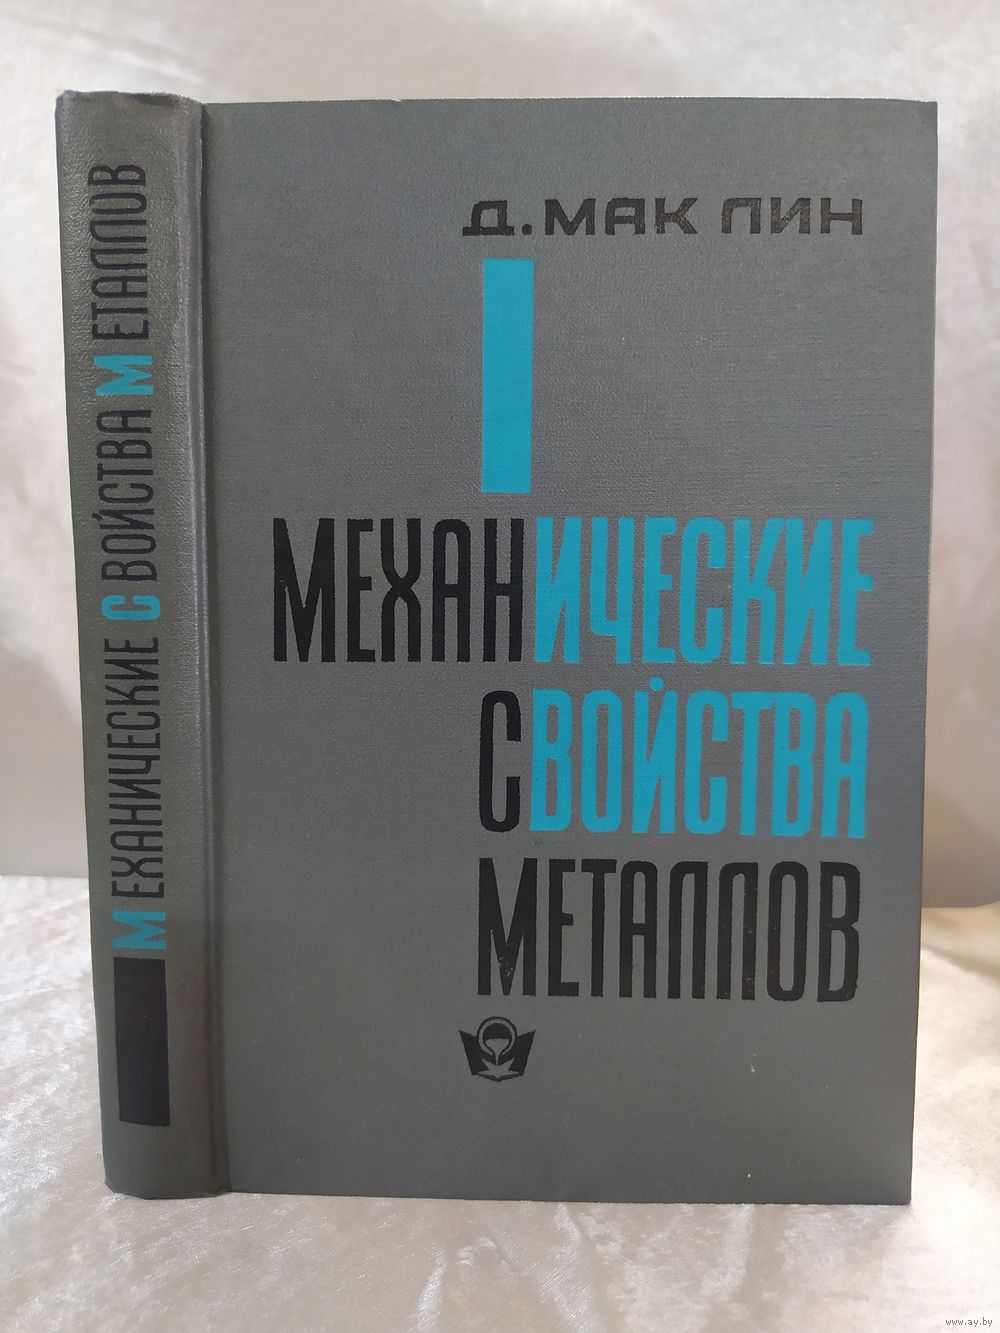 МЕХАНИЧЕСКИЕ СВОЙСТВА МЕТАЛЛОВ
Д. МАК ЛИН
МЕХАНИЧЕСКИЕ
СВОЙСТВА
МЕТАЛЛОВ
www.ay.by